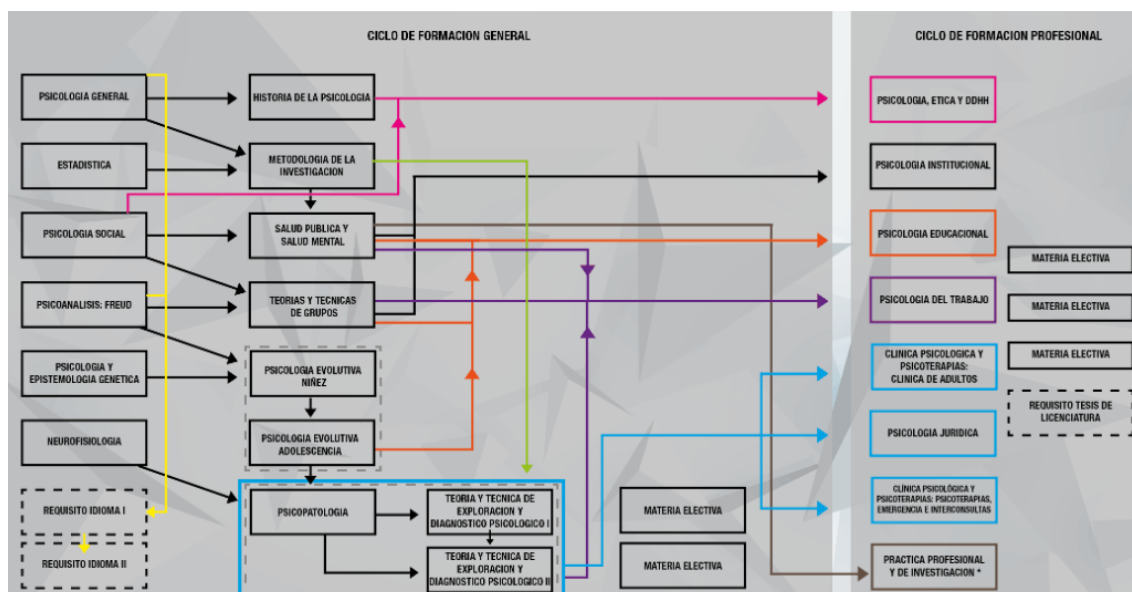 CICLO DE FORMACION GENERAL
PSICOLOGIA GENERAL
ESTADISTICA
PSICOLOGIA SOCIAL
PSICOANALISIS: FREUD
PSICOLOGIA Y
EPISTEMOLOGIA GENETICA
NEUROFISIOLOGIA
REQUISITO IDIOMA I
REQUISITO IDIOMA II
HISTORIA DE LA PSICOLOGIA
METODOLOGIA DE LA
INVESTIGACION
SALUD PUBLICA Y
SALUD MENTAL
TEORIAS Y TECNICAS
DE GRUPOS
PSICOLOGIA EVOLUTIVA
NIÑEZ
PSICOLOGIA EVOLUTIVA
ADOLESCENCIA
PSICOPATOLOGIA
TEORIA Y TECNICA DE
EXPLORACION Y
DIAGNOSTICO PSICOLOGICO I
TEORIA Y TECNICA DE
EXPLORACION Y
DIAGNOSTICO PSICOLOGICO II
MATERIA ELECTIVA
MATERIA ELECTIVA
CICLO DE FORMACION PROFESIONAL
PSICOLOGIA, ETICA Y DDHH
PSICOLOGIA INSTITUCIONAL
PSICOLOGIA EDUCACIONAL
PSICOLOGIA DEL TRABAJO
CLINICA PSICOLOGICA Y
PSICOTERAPIAS:
CLINICA DE ADULTOS
PSICOLOGIA JURIDICA
CLÍNICA PSICOLÓGICA Y
PSICOTERAPIAS: PSICOTERAPIAS,
EMERGENCIA E INTERCONSULTAS
PRACTICA PROFESIONAL
Y DE INVESTIGACION *
MATERIA ELECTIVA
MATERIA ELECTIVA
MATERIA ELECTIVA
REQUISITO TESIS DE
LICENCIATURA